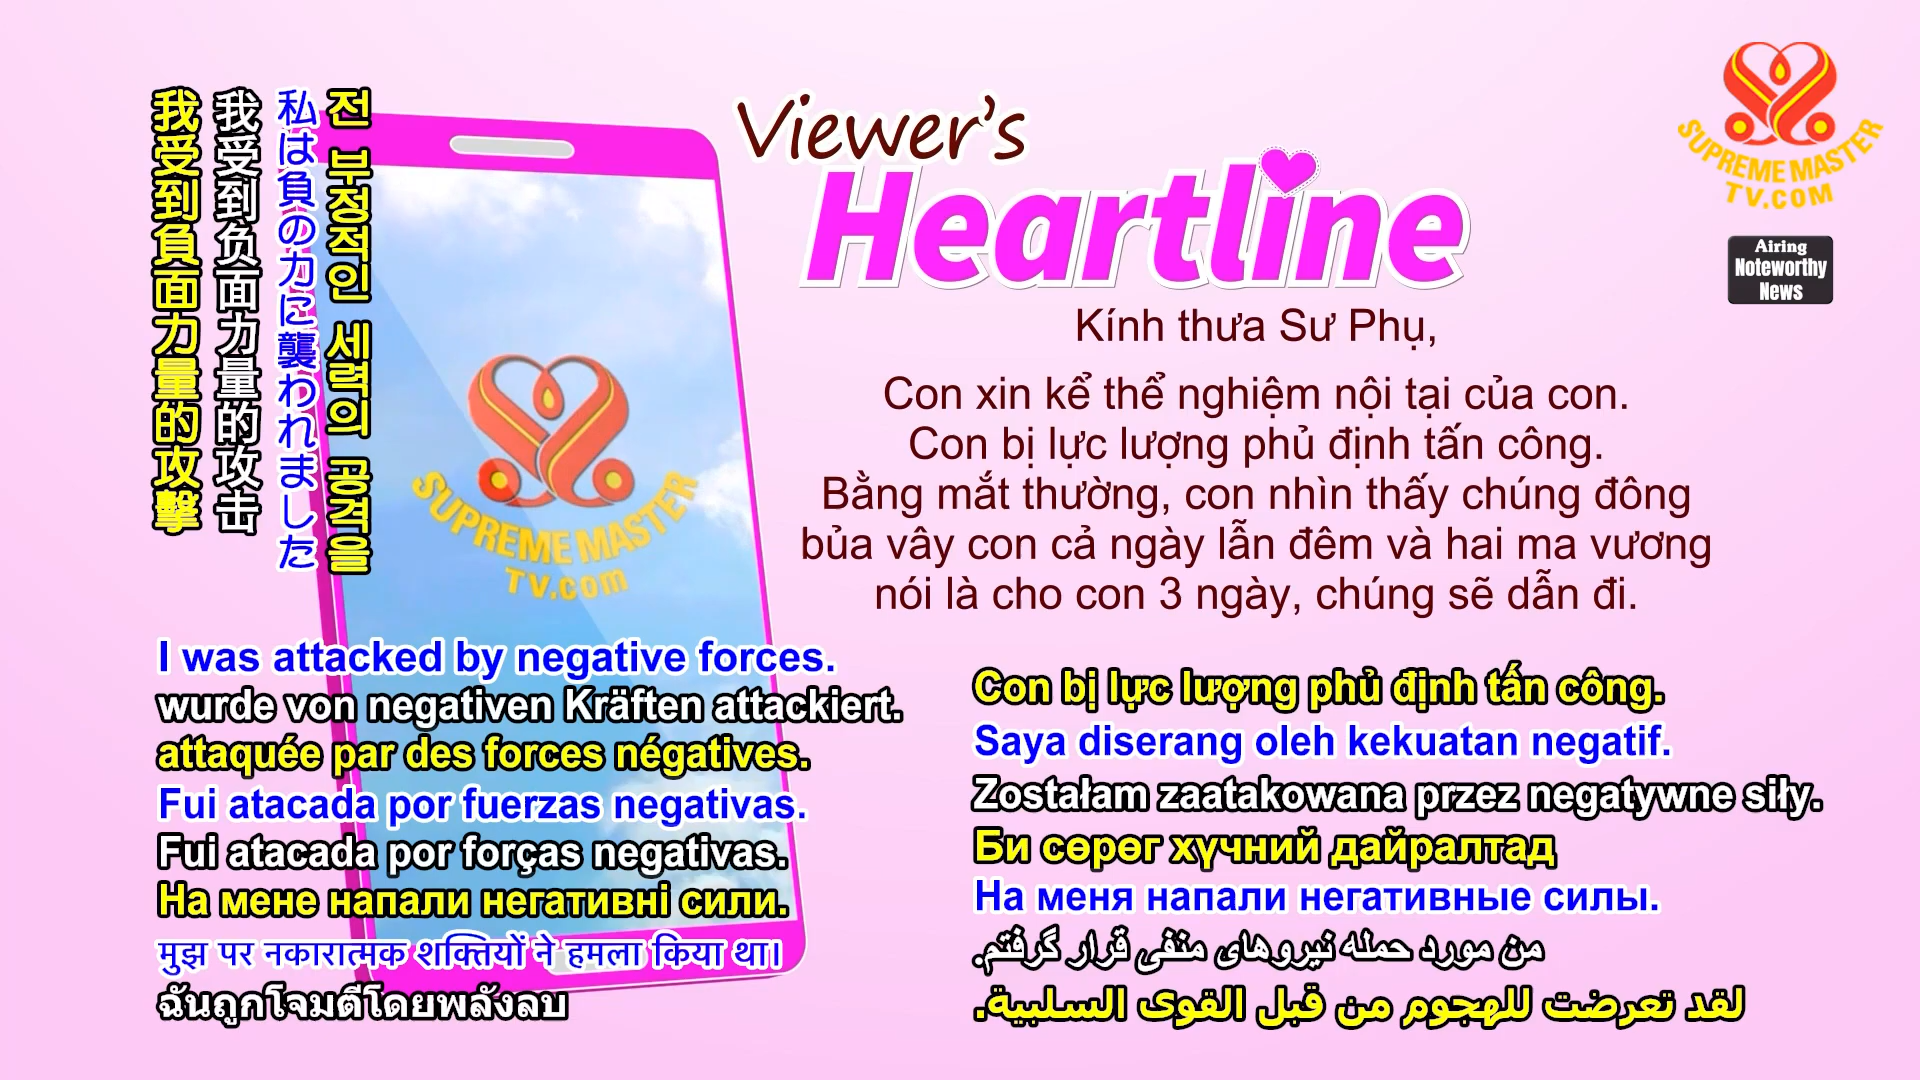 Viewer's
Heartline
SUPREME MASTER
TV.COM
Airing
Noteworthy
News
Kính thưa Sư Phụ,
Con xin kể thể nghiệm nội tại của con.
Con bị lực lượng phủ định tấn công.
Bằng mắt thường, con nhìn thấy chúng đông
bủa vây con cả ngày lẫn đêm và hai ma vương
nói là cho con 3 ngày, chúng sẽ dẫn đi.
我受到負面力量的攻擊
我受到负面力量的攻击
私は負の力に襲われました
전 부정적인 세력의 공격을
SUPREME MASTER
TV.com
I was attacked by negative forces.
wurde von negativen Kräften attackiert.
attaquée par des forces négatives.
Fui atacada por fuerzas negativas.
Fui atacada por forças negativas.
На мене напали негативні сили.
मुझ पर नकारात्मक शक्तियों ने हमला किया था।
ฉันถูกโจมตีโดยพลังลบ
Con bị lực lượng phủ định tấn công.
Saya diserang oleh kekuatan negatif.
Zostałam zaatakowana przez negatywne siły.
Би сөрөг хүчний дайралтад
На меня напали негативные силы.
من مورد حمله نیروهای منفی قرار گرفتم.
لقد تعرضت للهجوم من قبل القوى السلبية.